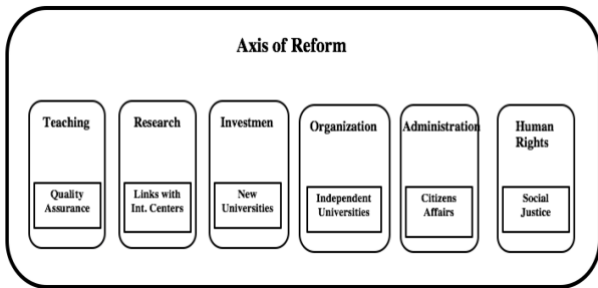 Axis of Reform
Teaching
Quality
Assurance
Research
Links with
Int. Centers
Investmen
New
Universities
Organization
Independent
Universities
Administration
Citizens
Affairs
Human
Rights
Social
Justice